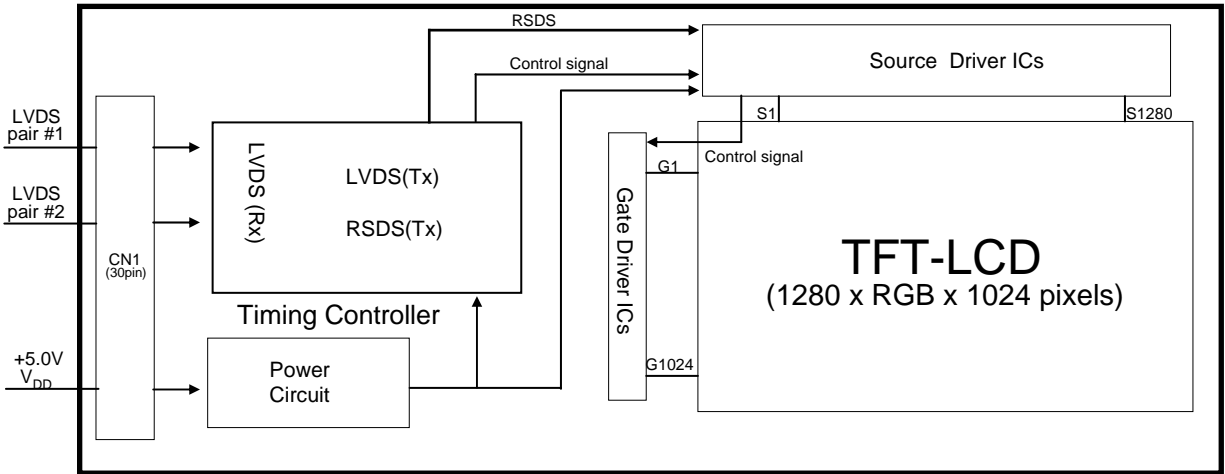 RSDS
Source Driver ICs
Control signal
LVDS
pair #1
S1
S1280
Control signal
G1
LVDS (Rx)
LVDS(Tx)
RSDS(Tx)
LVDS
pair #2
Gate Driver ICs
TFT-LCD
(1280 x RGB x 1024 pixels)
CN1
(30pin)
Timing Controller
+5.0V
VDD
Power
Circuit
G1024